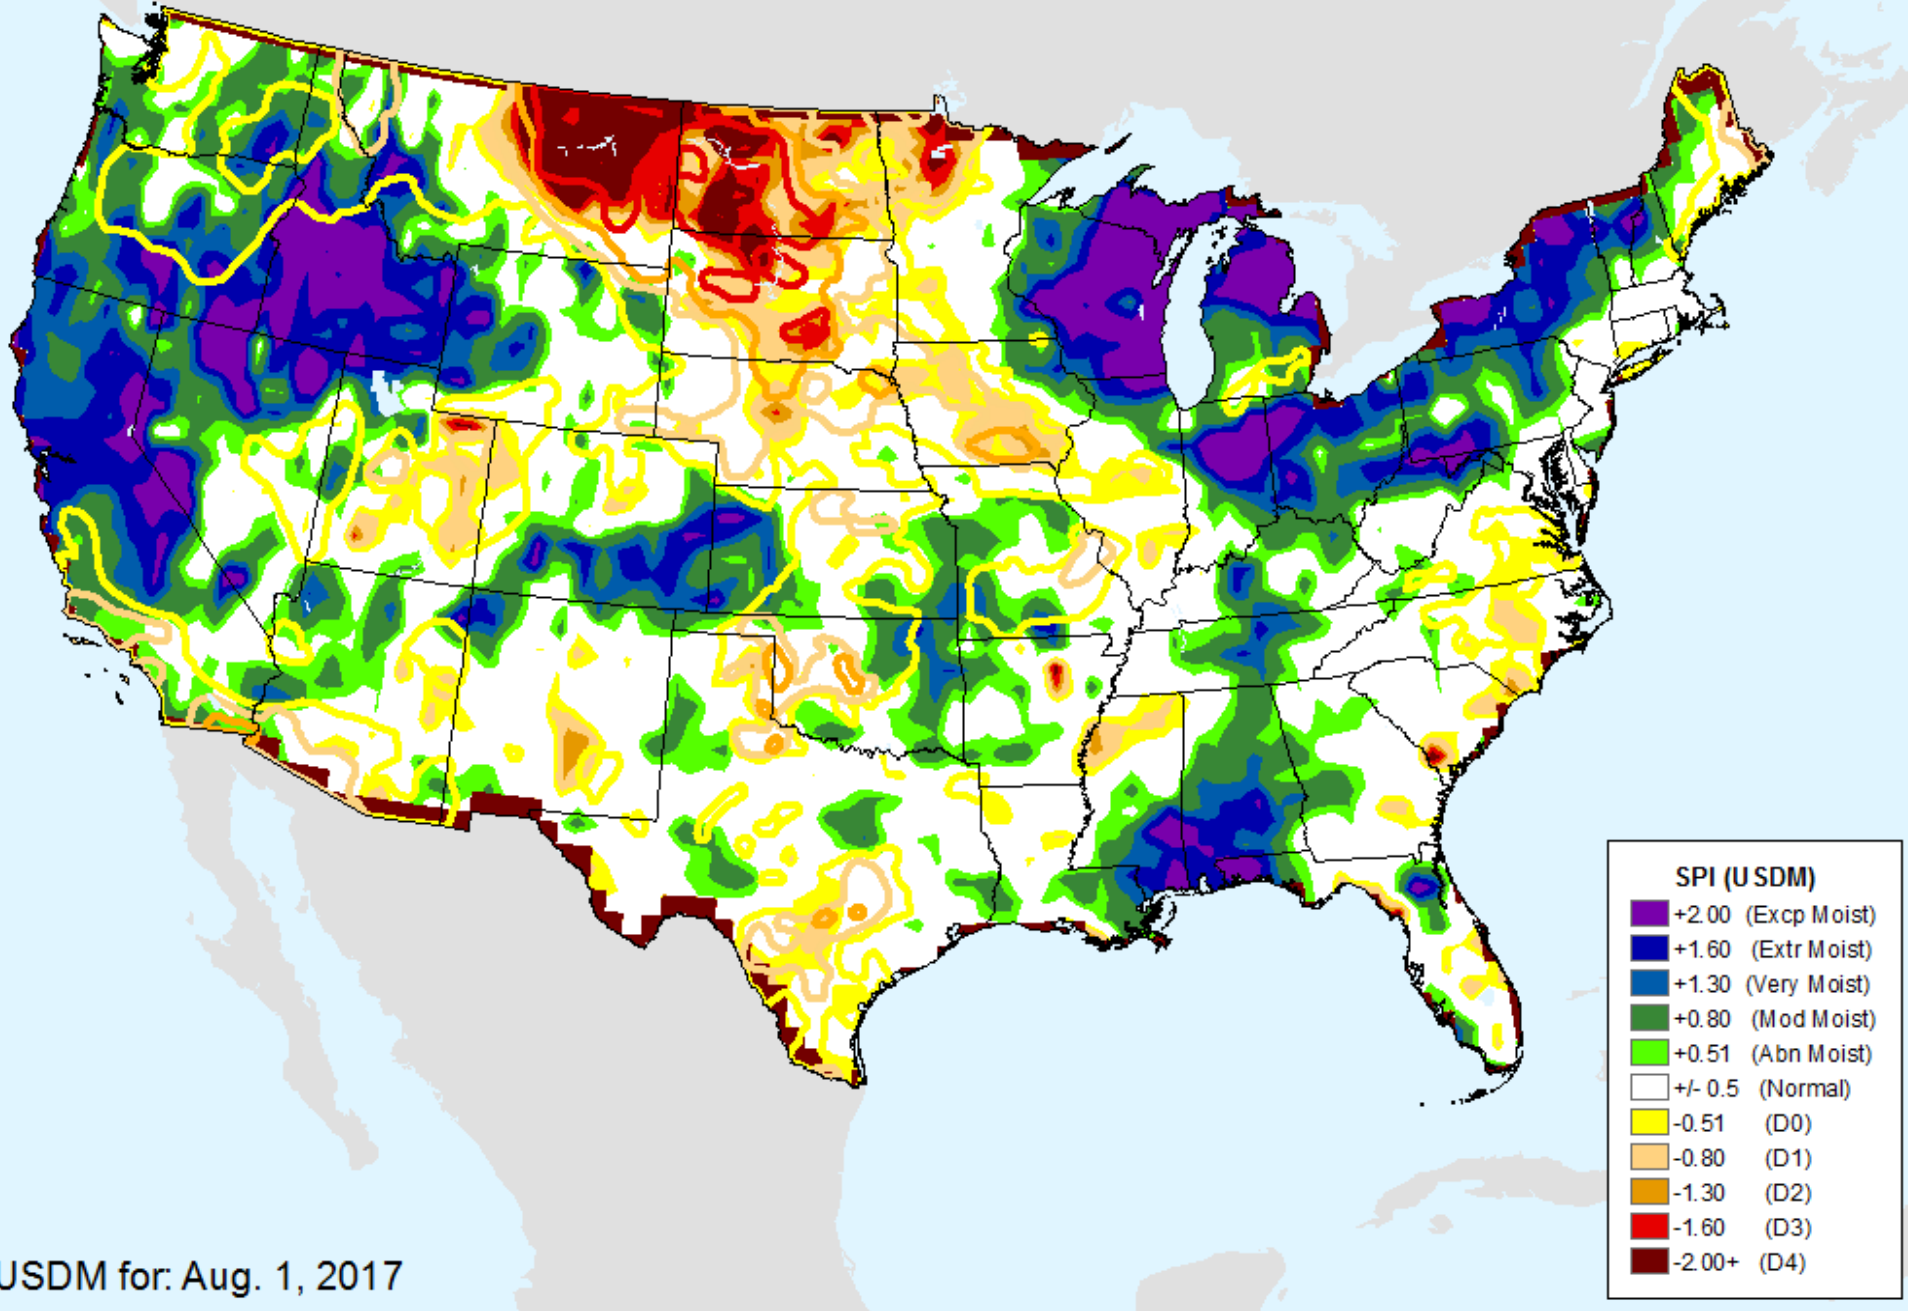 SPI (USDM)
+2.00 (Excp Moist)
+1.60 (Extr Moist)
+1.30 (Very Moist)
+0.80 (Mod Moist)
+0.51 (Abn Moist)
+/- 0.5 (Normal)
-0.51 (D0)
-0.80 (D1)
-1.30 (D2)
-1.60 (D3)
-2.00+ (D4)
USDM for: Aug. 1, 2017